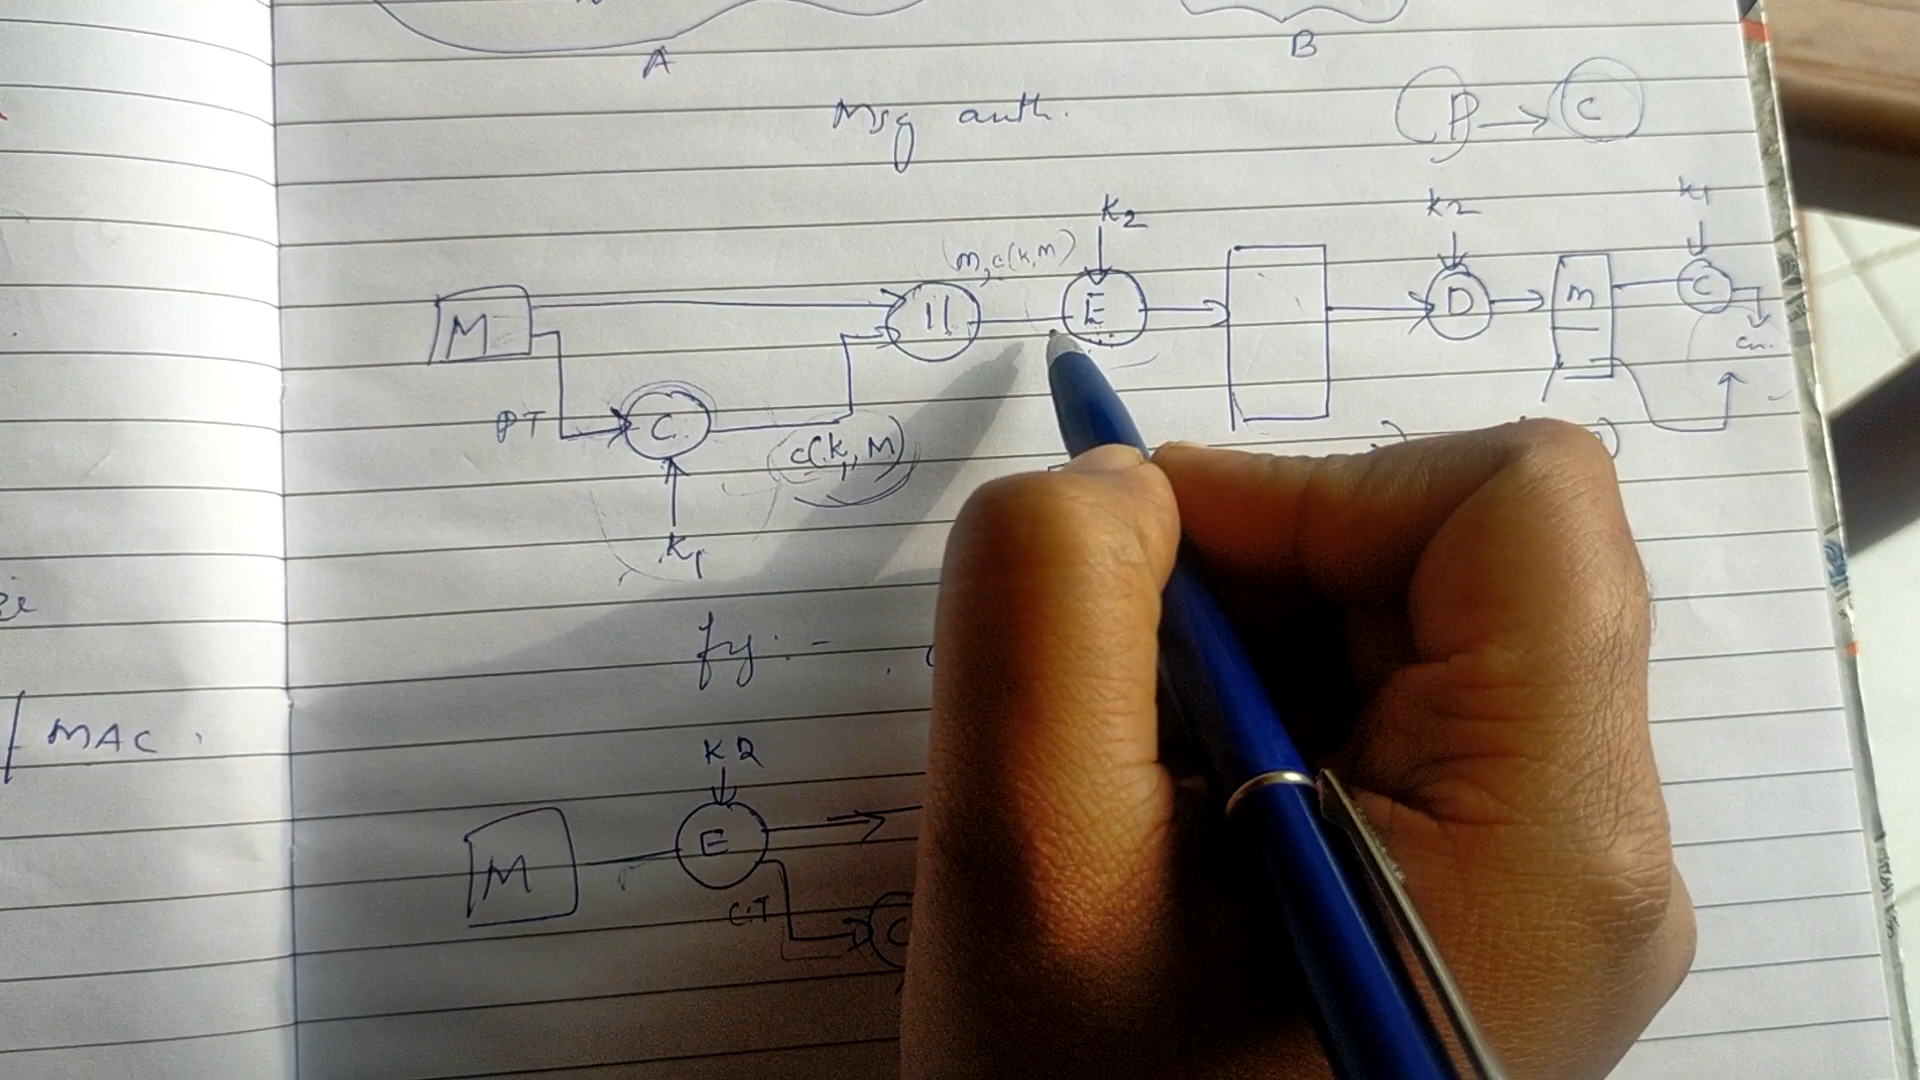 A
B
Msg auth.
P → C
K2
K2
K1
(m, c(k,m)
M
||
E
D
m
C
PT
C
c(k, M)
K1
MAC.
K2
M
E
C.T
C